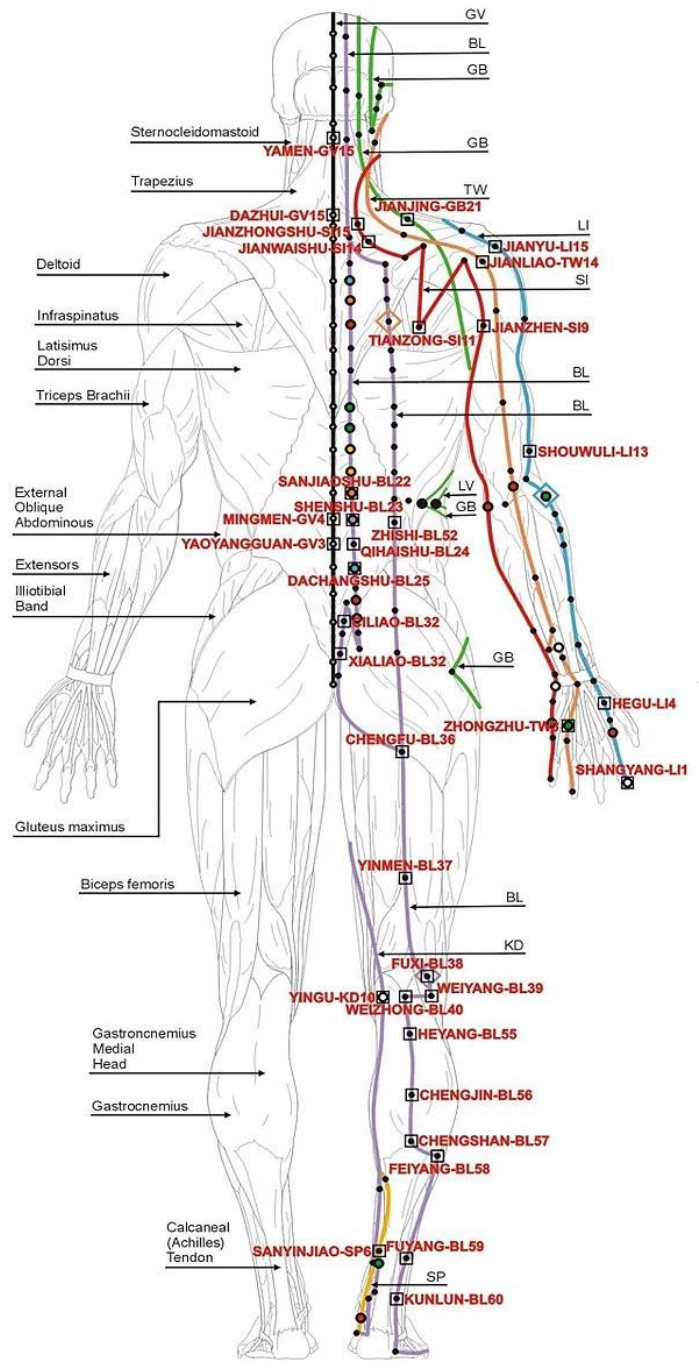 GV
BL
GB
Sternocleidomastoid
YAMEN-GV15
GB
Trapezius
TW
JIANJING-GB21
DAZHUI-GV15
JIANZHONGSHU-SI15
LI
JIANWAISHU-SI14
JIANYU-LI15
JIANLIAO-TW14
Deltoid
SI
Infraspinatus
JIANZHEN-SI9
TIANZONG-SI11
Latisimus
Dorsi
BL
Triceps Brachii
BL
SHOUWULI-LI13
SANJIAOSHU-BL22
LV
External
Oblique
Abdominous
SHENSHU-BL23
GB
MINGMEN-GV4
ZHISHI-BL52
YAOYANGGUAN-GV3
QIHAISHU-BL24
Extensors
DACHANGSHU-BL25
Illiotibial
Band
CILIAO-BL32
XIALIAO-BL32
GB
HEGU-LI4
ZHONGZHU-TW3
CHENGFU-BL36
SHANGYANG-LI1
Gluteus maximus
YINMEN-BL37
Biceps femoris
BL
KD
FUXI-BL38
WEIYANG-BL39
YINGU-KD10
WEIZHONG-BL40
Gastroncnemius
Medial
Head
HEYANG-BL55
CHENGJIN-BL56
Gastrocnemius
CHENGSHAN-BL57
FEIYANG-BL58
Calcaneal
(Achilles)
Tendon
SANYINJIAO-SP6
FUYANG-BL59
SP
KUNLUN-BL60